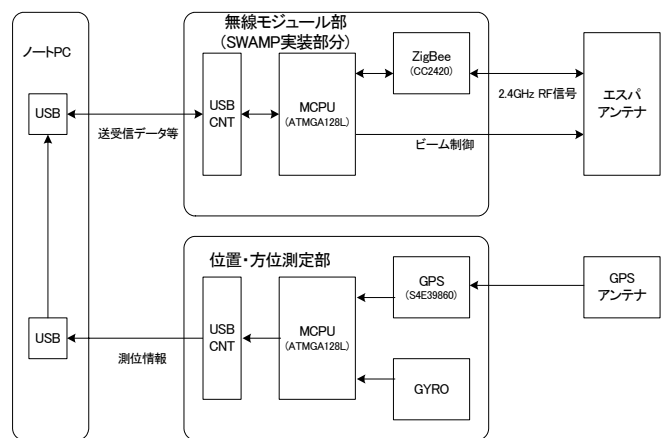 無線モジュール部
（SWAMP実装部分）
ノートPC
USB
送受信データ等
USB
CNT
MCPU
(ATMGA128L)
ZigBee
(CC2420)
2.4GHz RF信号
ビーム制御
エスパ
アンテナ
位置・方位測定部
USB
測位情報
USB
CNT
MCPU
(ATMGA128L)
GPS
(S4E39860)
GYRO
GPS
アンテナ